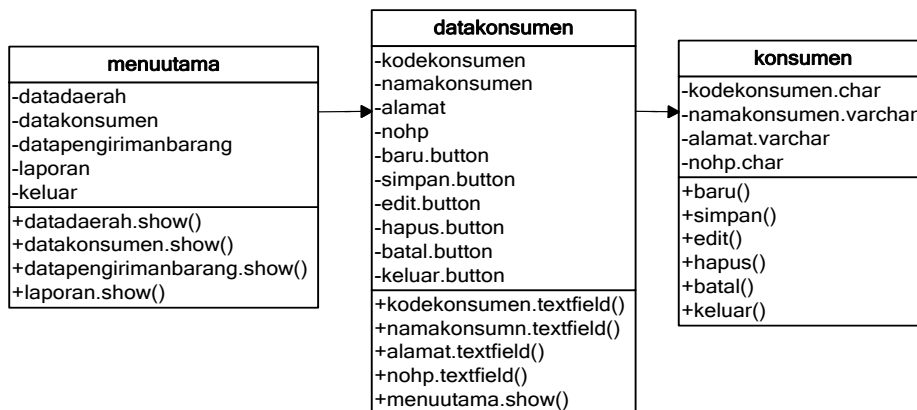 menuutama
-datadaerah
-datakonsumen
-datapengirimanbarang
-laporan
-keluar
+datadaerah.show()
+datakonsumen.show()
+datapengirimanbarang.show()
+laporan.show()
datakonsumen
-kodekonsumen
-namakonsumen
-alamat
-nohp
-baru.button
-simpan.button
-edit.button
-hapus.button
-batal.button
-keluar.button
+kodekonsumen.textfield()
+namakonsumn.textfield()
+alamat.textfield()
+nohp.textfield()
+menuutama.show()
konsumen
-kodekonsumen.char
-namakonsumen.varchar
-alamat.varchar
-nohp.char
+baru()
+simpan()
+edit()
+hapus()
+batal()
+keluar()